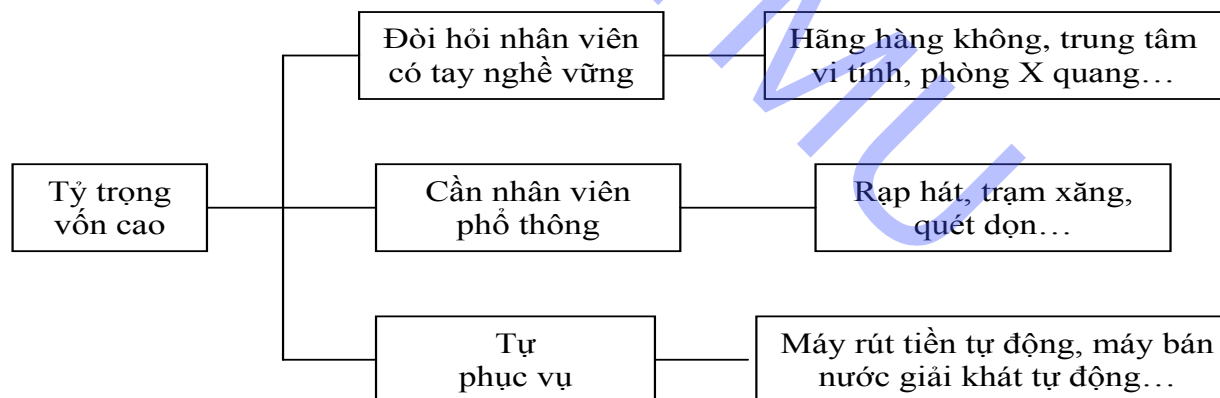 Đòi hỏi nhân viên
có tay nghề vững
Hãng hàng không, trung tâm
vi tính, phòng X quang…
Tỷ trọng
vốn cao
Cần nhân viên
phổ thông
Rạp hát, trạm xăng,
quét dọn…
Tự
phục vụ
Máy rút tiền tự động, máy bán
nước giải khát tự động…
MU